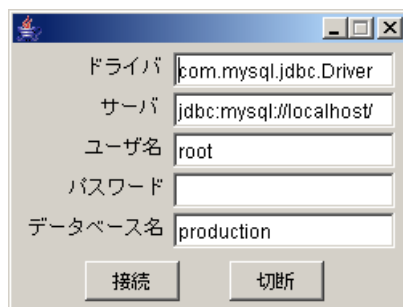 ドライバ com.mysql.jdbc.Driver
サーバ jdbc:mysql://localhost/
ユーザ名 root
パスワード
データベース名 production
接続 切断